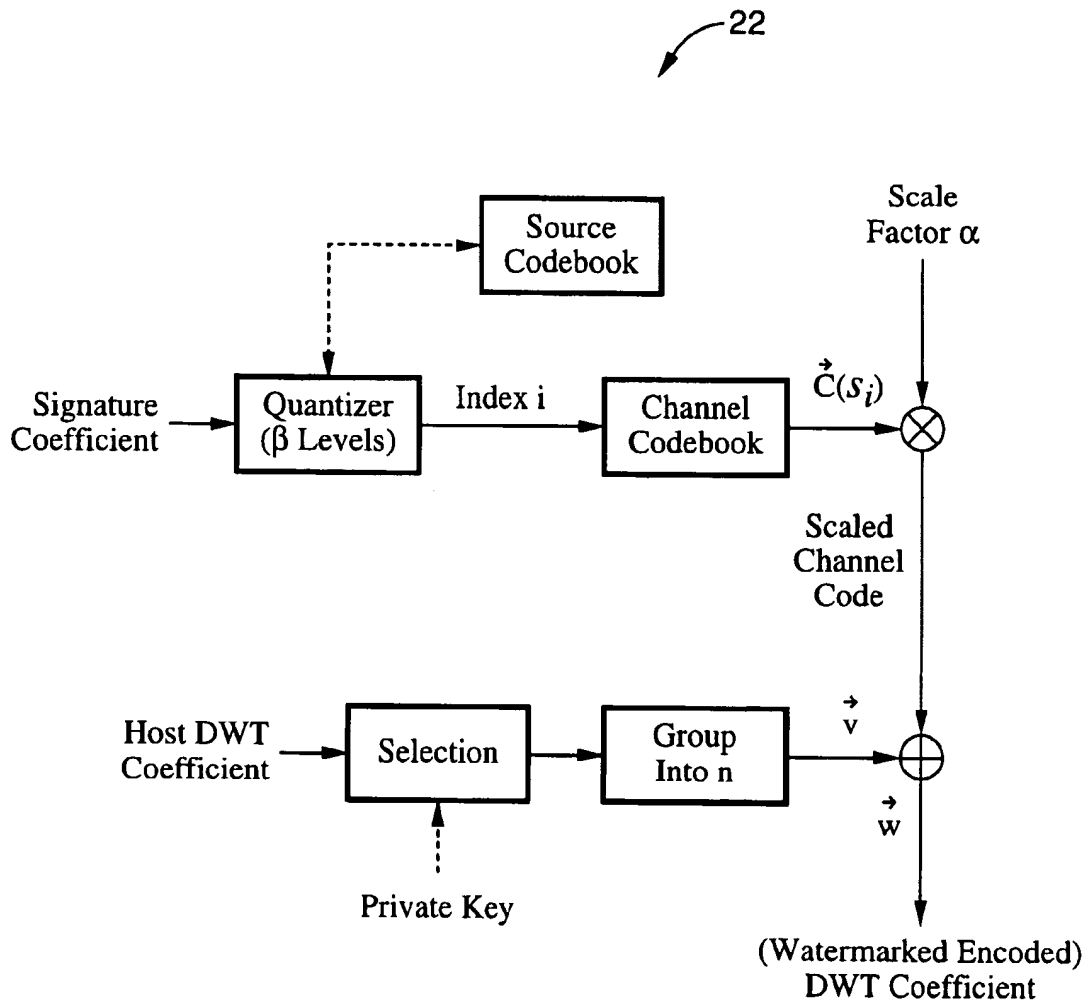 22
Source
Codebook
Scale
Factor α
Signature
Coefficient
Quantizer
(β Levels)
Index i
Channel
Codebook
C⃗(Sᵢ)
Scaled
Channel
Code
Host DWT
Coefficient
Selection
Group
Into n
v⃗
w⃗
Private Key
(Watermarked Encoded)
DWT Coefficient